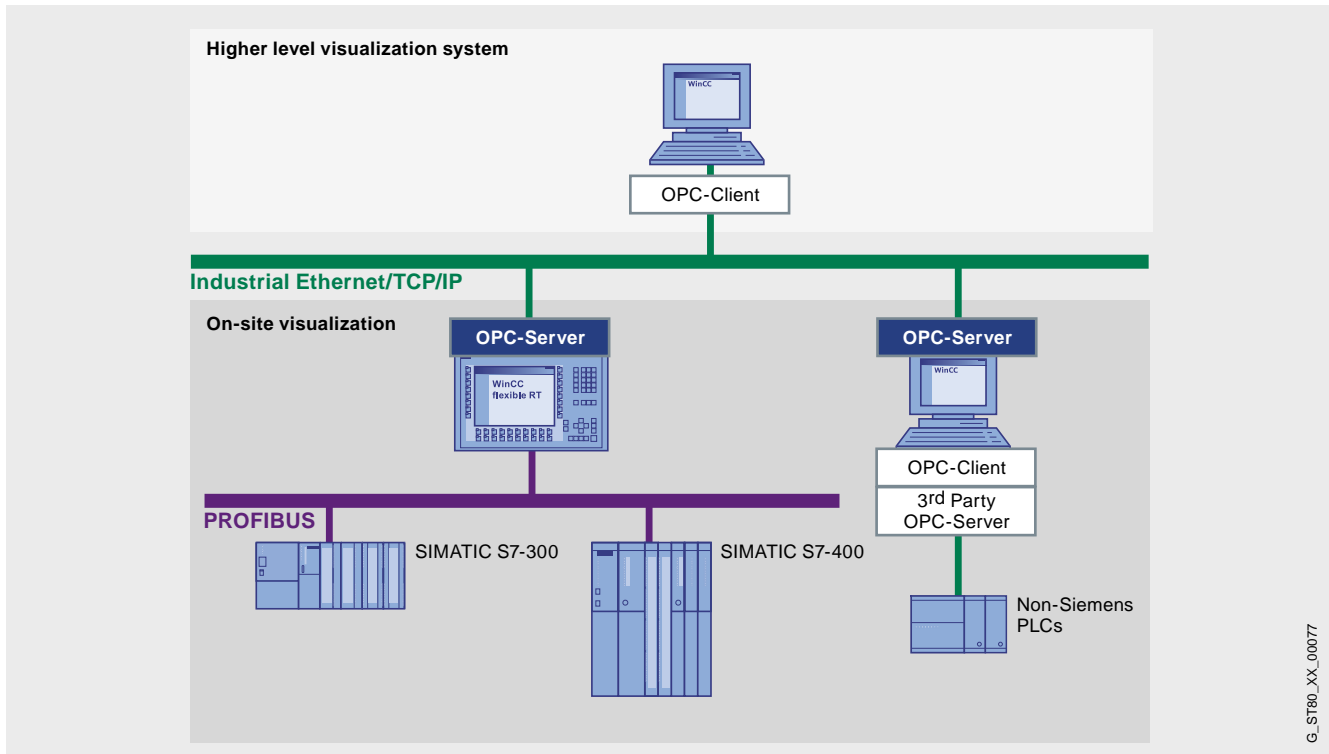 Higher level visualization system
WinCC
OPC-Client
Industrial Ethernet/TCP/IP
On-site visualization
OPC-Server
WinCC
flexible RT
OPC-Server
WinCC
OPC-Client
3rd Party
OPC-Server
PROFIBUS
SIMATIC S7-300
SIMATIC S7-400
Non-Siemens
PLCs
G_ST80_XX_00077